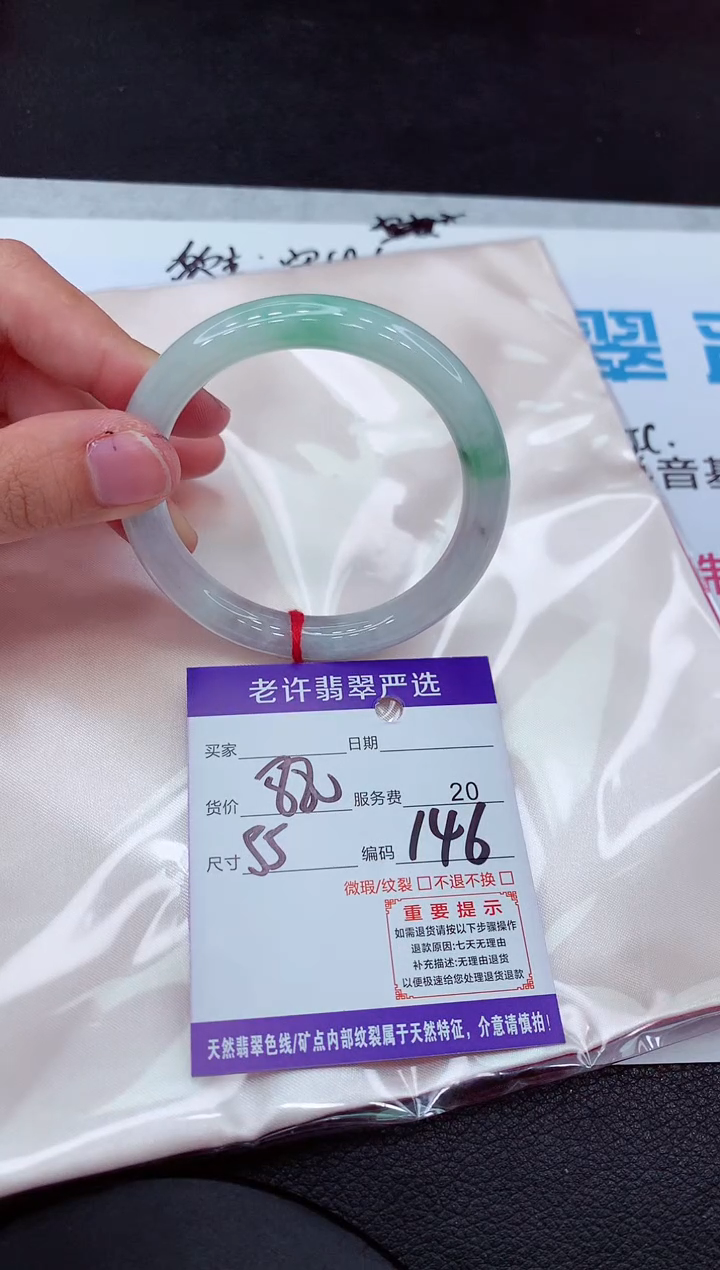 翠
音基
制
老许翡翠严选
买家 日期
货价 服务费 20
尺寸 55 编码 146
微瑕/纹裂 □不退不换 □
重要提示
如需退货请按以下步骤操作
退款原因:七天无理由
补充描述:无理由退货
以便极速给您处理退货退款
天然翡翠色线/矿点内部纹裂属于天然特征，介意请慎拍！